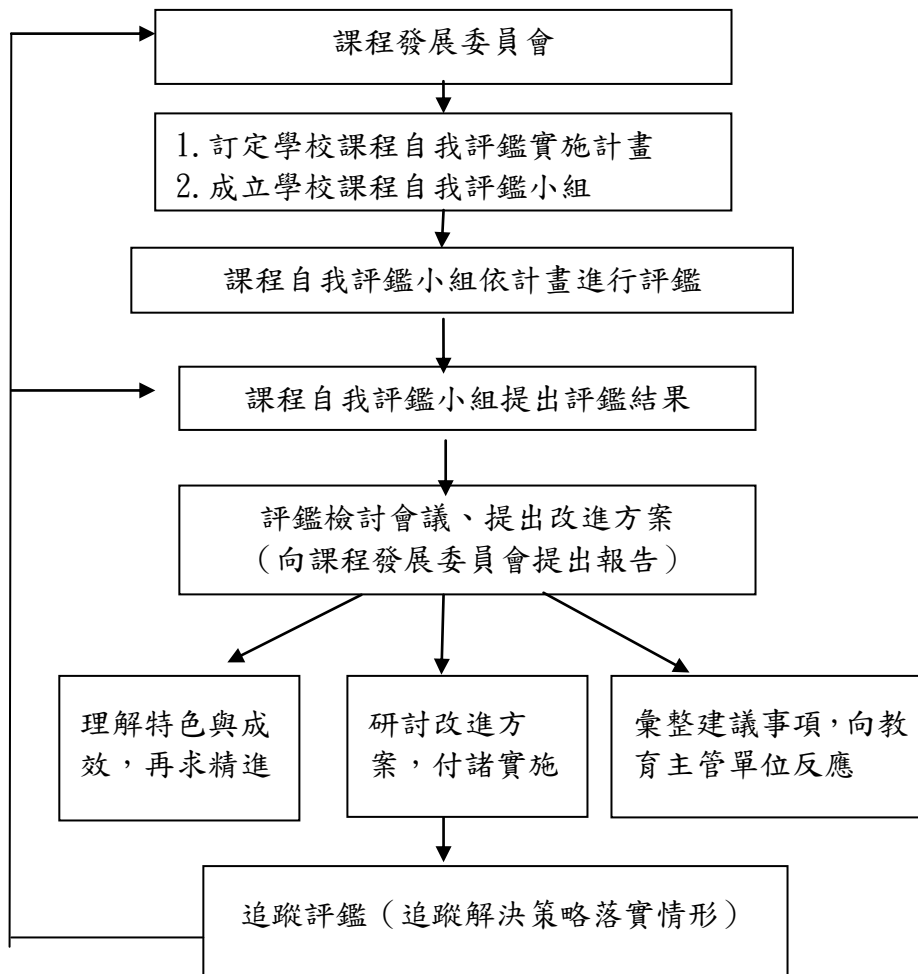 課程發展委員會
1.訂定學校課程自我評鑑實施計畫
2.成立學校課程自我評鑑小組
課程自我評鑑小組依計畫進行評鑑
課程自我評鑑小組提出評鑑結果
評鑑檢討會議、提出改進方案
（向課程發展委員會提出報告）
理解特色與成
效，再求精進
研討改進方
案，付諸實施
彙整建議事項，向教
育主管單位反應
追蹤評鑑（追蹤解決策略落實情形）